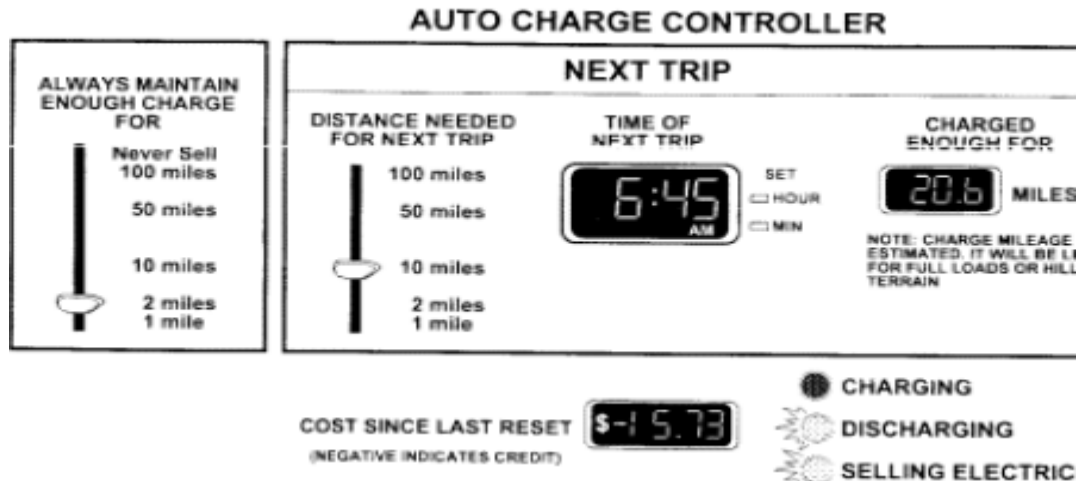 AUTO CHARGE CONTROLLER
ALWAYS MAINTAIN
ENOUGH CHARGE
FOR
Never Sell
100 miles
50 miles
10 miles
2 miles
1 mile
NEXT TRIP
DISTANCE NEEDED
FOR NEXT TRIP
100 miles
50 miles
10 miles
2 miles
1 mile
TIME OF
NEXT TRIP
6:45
AM
SET
HOUR
MIN
CHARGED
ENOUGH FOR
20.6 MILES
NOTE: CHARGE MILEAGE
ESTIMATED. IT WILL BE LE
FOR FULL LOADS OR HILL
TERRAIN
COST SINCE LAST RESET
(NEGATIVE INDICATES CREDIT)
$-15.73
CHARGING
DISCHARGING
SELLING ELECTRIC